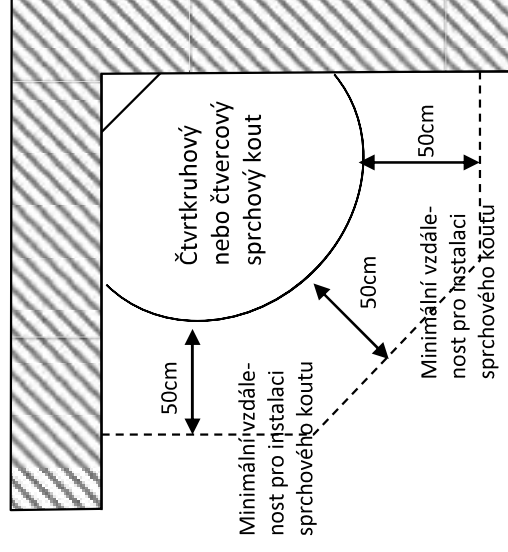 Čtvrtkruhový
nebo čtvercový
sprchový kout
50cm
50cm
50cm
Minimální vzdále-
nost pro instalaci
sprchového koutu
Minimální vzdále-
nost pro instalaci
sprchového koutu